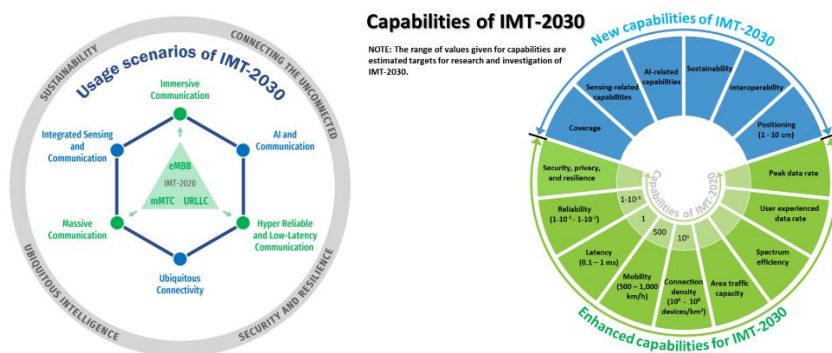 SUSTAINABILITY
CONNECTING THE UNCONNECTED
UBIQUITOUS INTELLIGENCE
SECURITY AND RESILIENCE
Usage scenarios of IMT-2030
Immersive
Communication
Integrated Sensing
and
Communication
AI and
Communication
eMBB
IMT-2020
mMTC URLLC
Massive
Communication
Hyper Reliable
and Low-Latency
Communication
Ubiquitous
Connectivity
Capabilities of IMT-2030
NOTE: The range of values given for capabilities are
estimated targets for research and investigation of
IMT-2030.
New capabilities of IMT-2030
Coverage
Sensing-related
capabilities
AI-related
capabilities
Sustainability
Interoperability
Positioning
(1 - 10 cm)
Security, privacy,
and resilience
Reliability
(1-10⁻⁵ - 1-10⁻⁷)
Latency
(0.1 – 1 ms)
Mobility
(500 – 1,000
km/h)
Connection
density
(10⁶ – 10⁸
devices/km²)
Area traffic
capacity
Spectrum
efficiency
User experienced
data rate
Peak data rate
Capabilities of IMT-2020
1-10⁻⁵
1
500
10⁶
Enhanced capabilities for IMT-2030